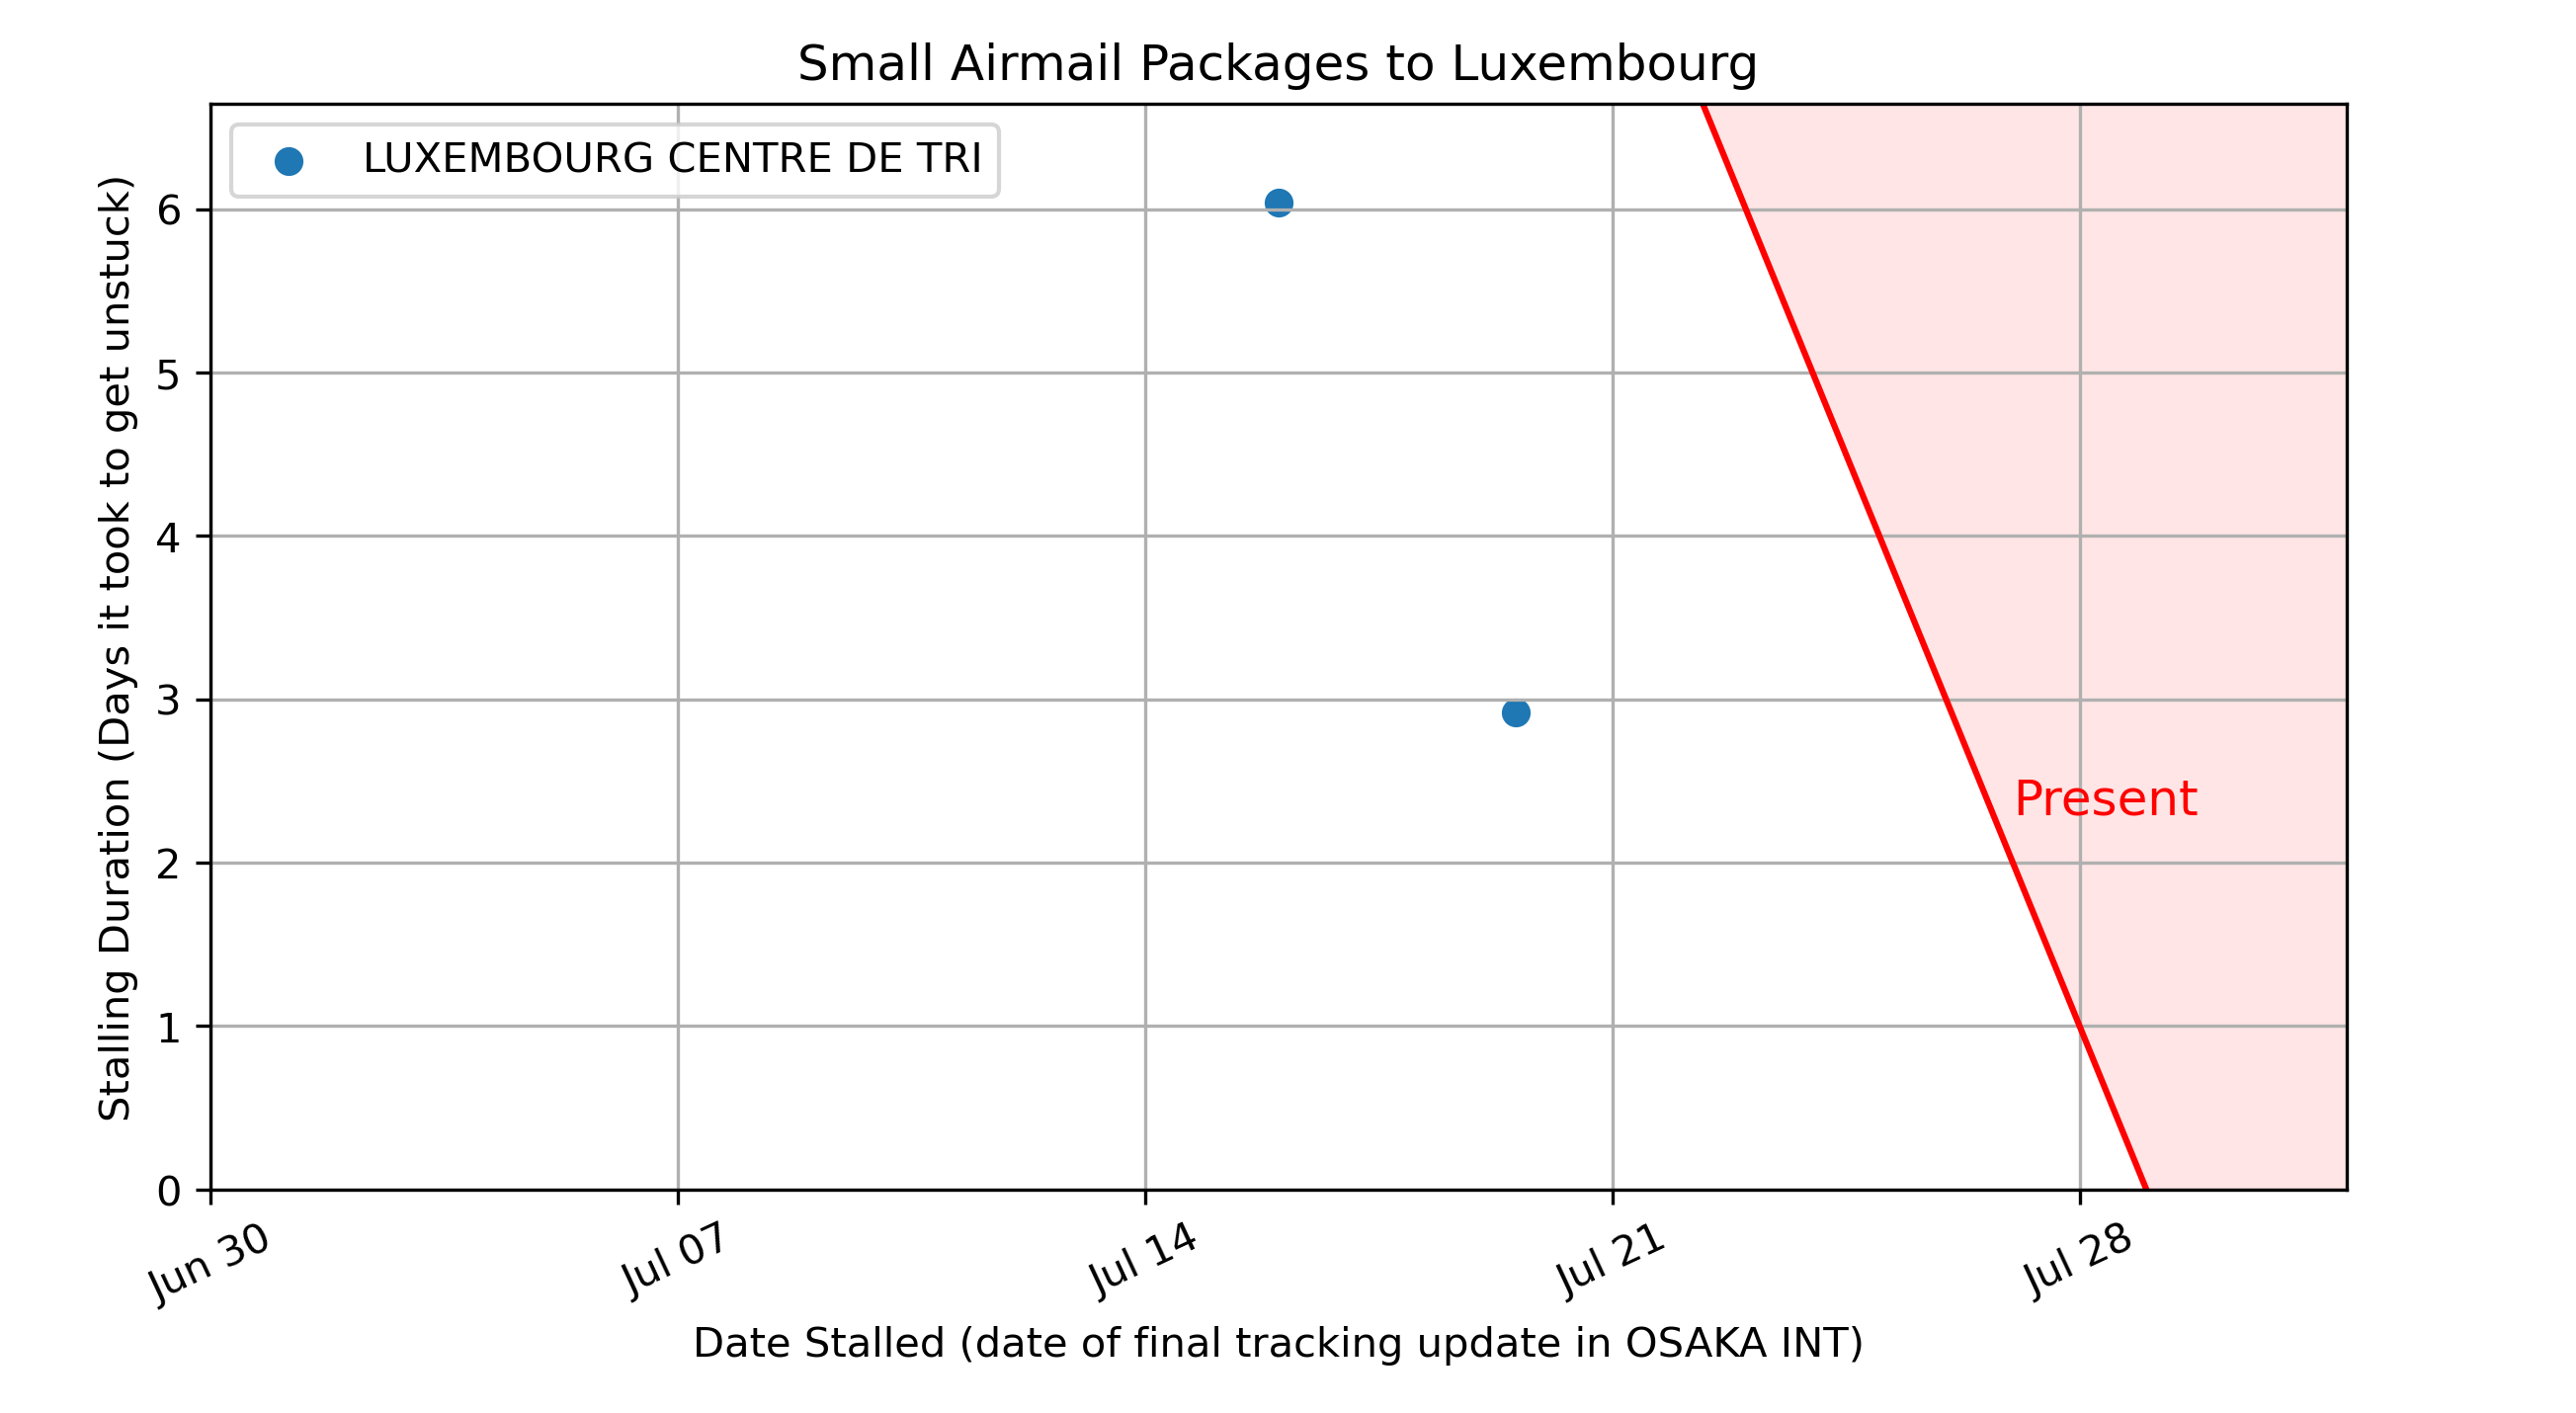 Small Airmail Packages to Luxembourg
LUXEMBOURG CENTRE DE TRI
Stalling Duration (Days it took to get unstuck)
6
5
4
3
2
1
0
Present
Jun 30
Jul 07
Jul 14
Jul 21
Jul 28
Date Stalled (date of final tracking update in OSAKA INT)